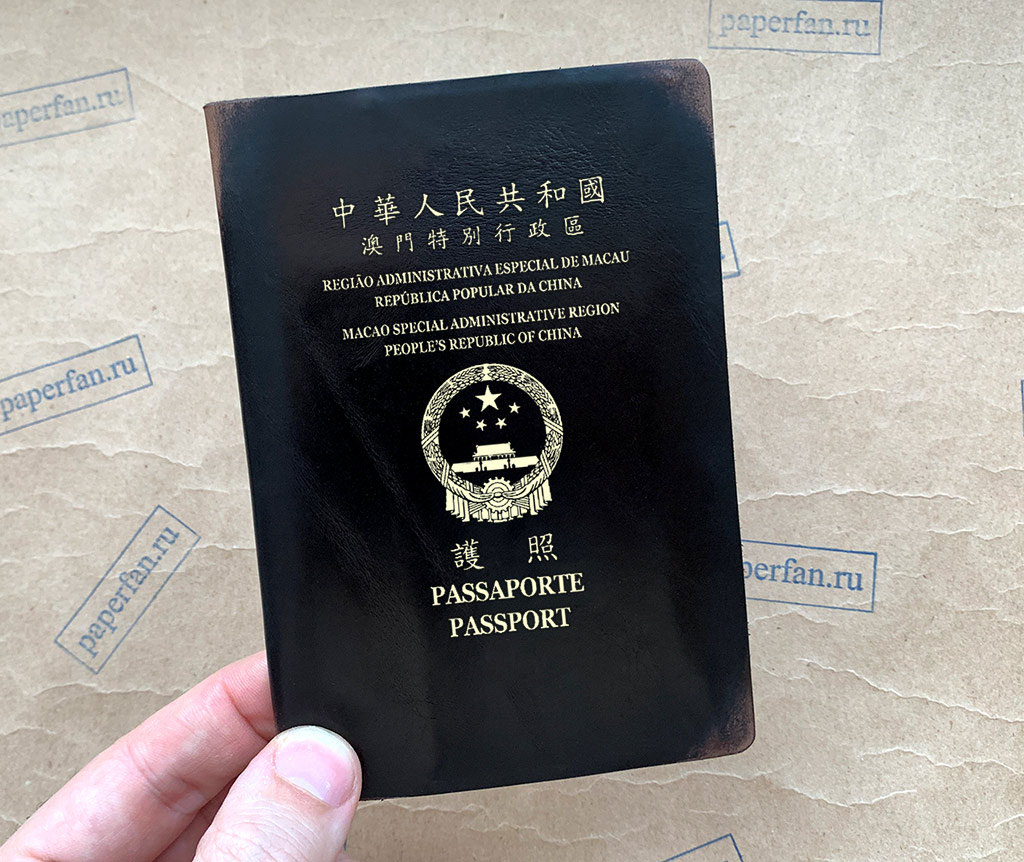 paperfan.ru
paperfan.ru
中華人民共和國
澳門特別行政區
REGIÃO ADMINISTRATIVA ESPECIAL DE MACAU
REPÚBLICA POPULAR DA CHINA
MACAO SPECIAL ADMINISTRATIVE REGION
PEOPLE'S REPUBLIC OF CHINA
paperfan.ru
護 照
PASSAPORTE
PASSPORT
paperfan.ru
paperfan.ru